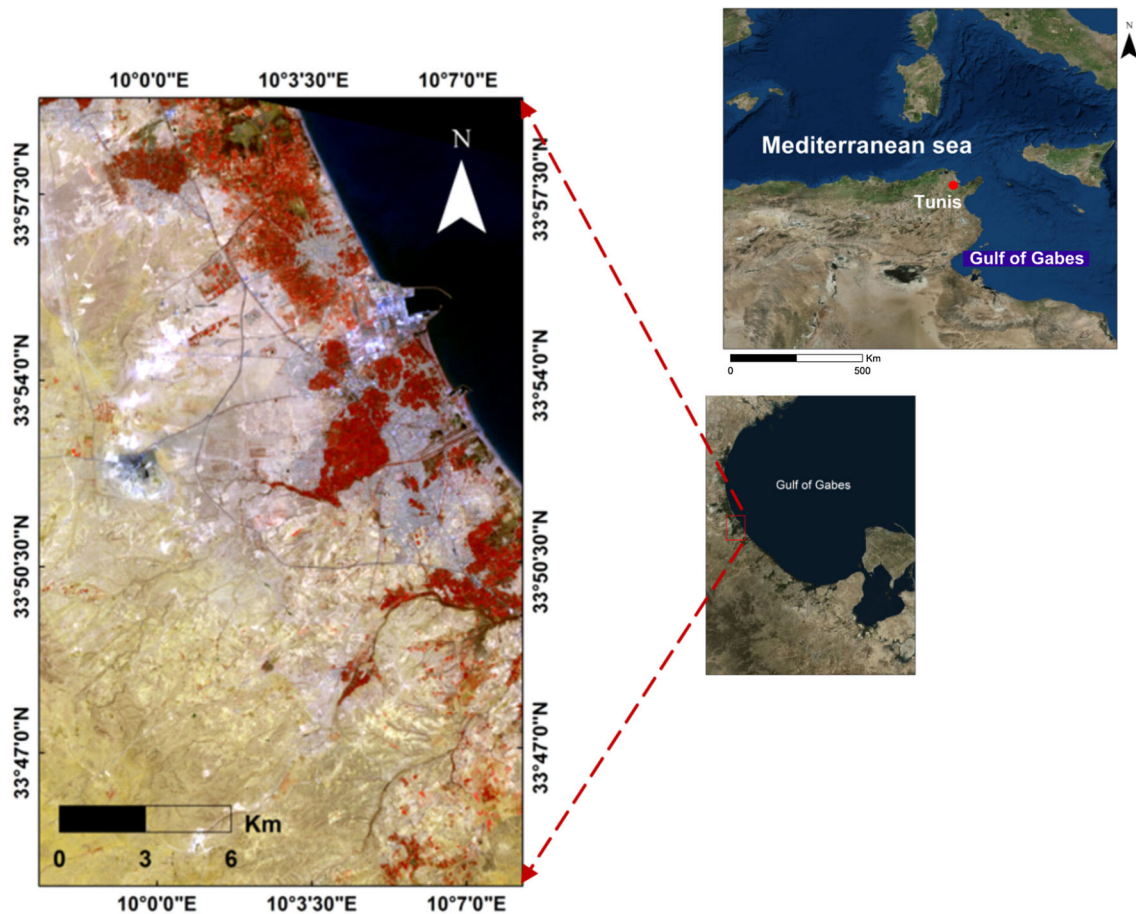 10°0'0"E 10°3'30"E 10°7'0"E
N
33°57'30"N
33°54'0"N
33°50'30"N
33°47'0"N
33°57'30"N
33°54'0"N
33°50'30"N
33°47'0"N
Km
0 3 6
10°0'0"E 10°3'30"E 10°7'0"E
N
Mediterranean sea
Tunis
Gulf of Gabes
Km
0 500
Gulf of Gabes